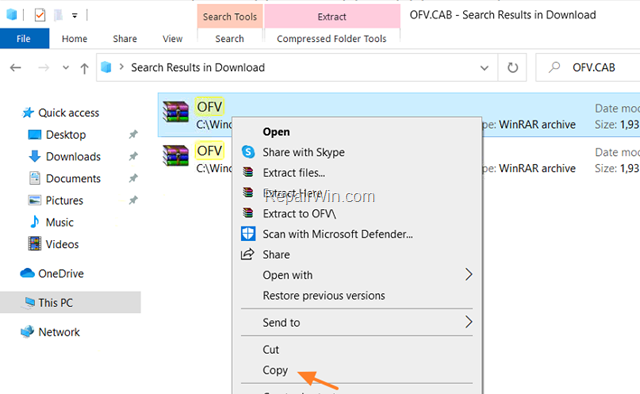 Search Tools
Extract
OFV.CAB - Search Results in Download
File
Home
Share
View
Search
Compressed Folder Tools
Search Results in Download
OFV.CAB
Quick access
Desktop
Downloads
Documents
Pictures
Music
Videos
OneDrive
This PC
Network
OFV
Date mod
C:\Wind
pe: WinRAR archive
Size: 1,93
OFV
Date mod
C:\Wind
pe: WinRAR archive
Size: 1,93
Open
Share with Skype
Extract files...
Extract Here
RepairWin.com
Extract to OFV\
Scan with Microsoft Defender...
Share
Open with
Restore previous versions
Send to
Cut
Copy